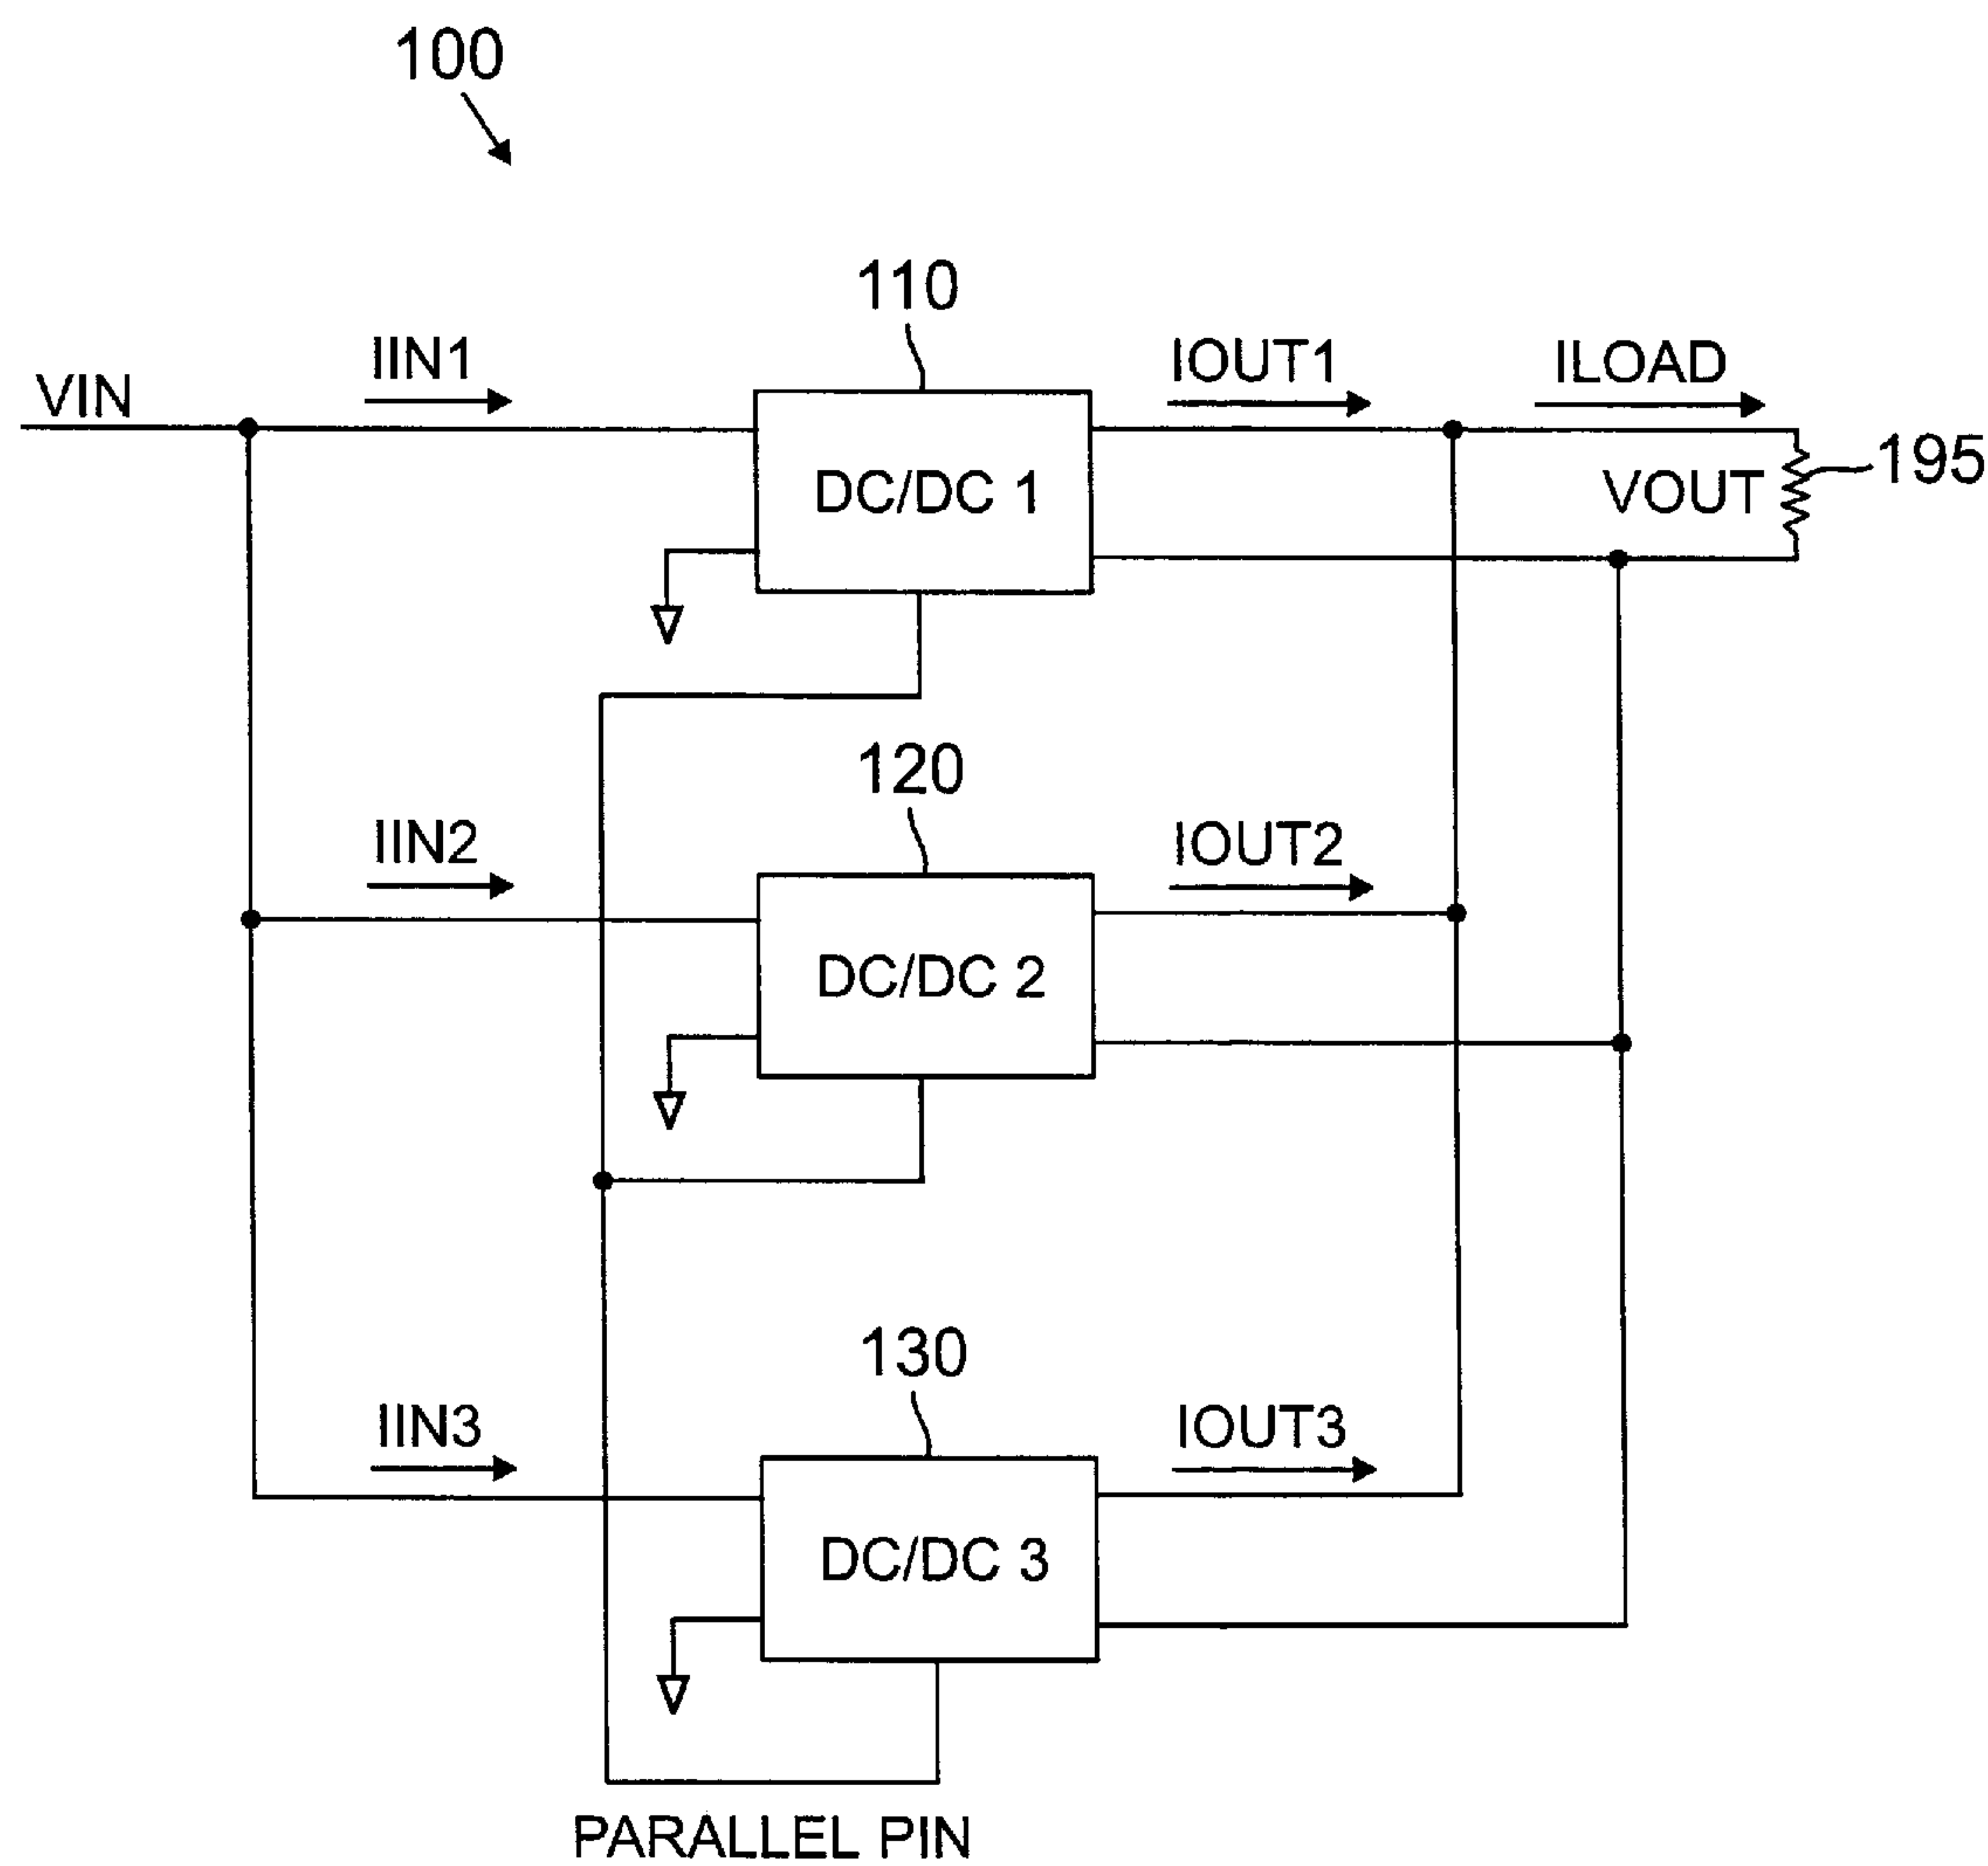 100
110
VIN
IIN1
IOUT1
ILOAD
DC/DC 1
VOUT
195
120
IIN2
IOUT2
DC/DC 2
130
IIN3
IOUT3
DC/DC 3
PARALLEL PIN